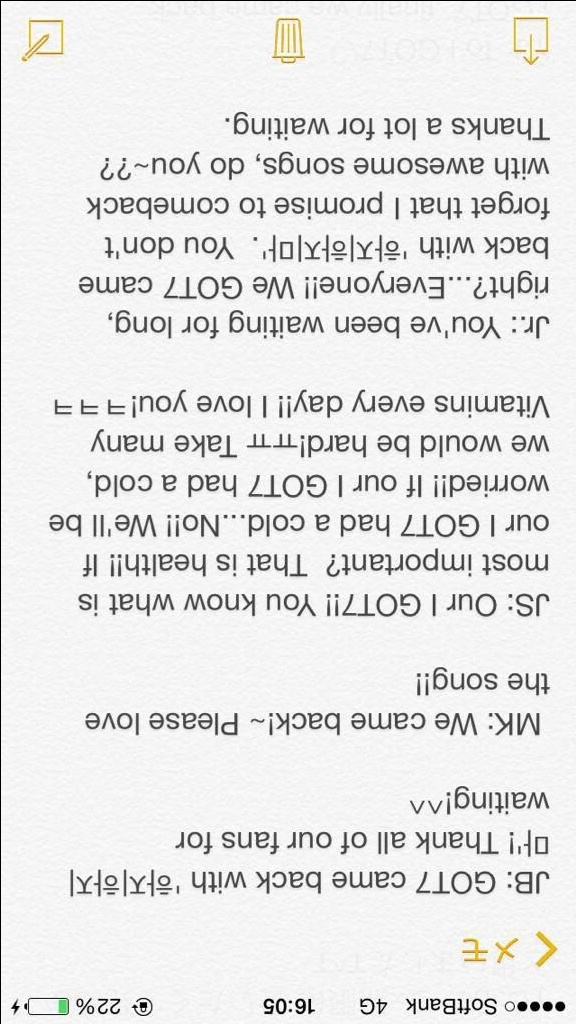 SoftBank 4G 16:05 22%
メモ
JB: GOT7 came back with '하지하지
마'! Thank all of our fans for
waiting!^^
MK: We came back!~ Please love
the song!!
JS: Our I GOT7!! You know what is
most important? That is health!! If
our I GOT7 had a cold...No!! We'll be
worried!! If our I GOT7 had a cold,
we would be hard!ㅠㅠ Take many
Vitamins every day!! I love you!ㅋㅋㅋ
Jr.: You've been waiting for long,
right?...Everyone!! We GOT7 came
back with '하지하지마'. You don't
forget that I promise to comeback
with awesome songs, do you~??
Thanks a lot for waiting.